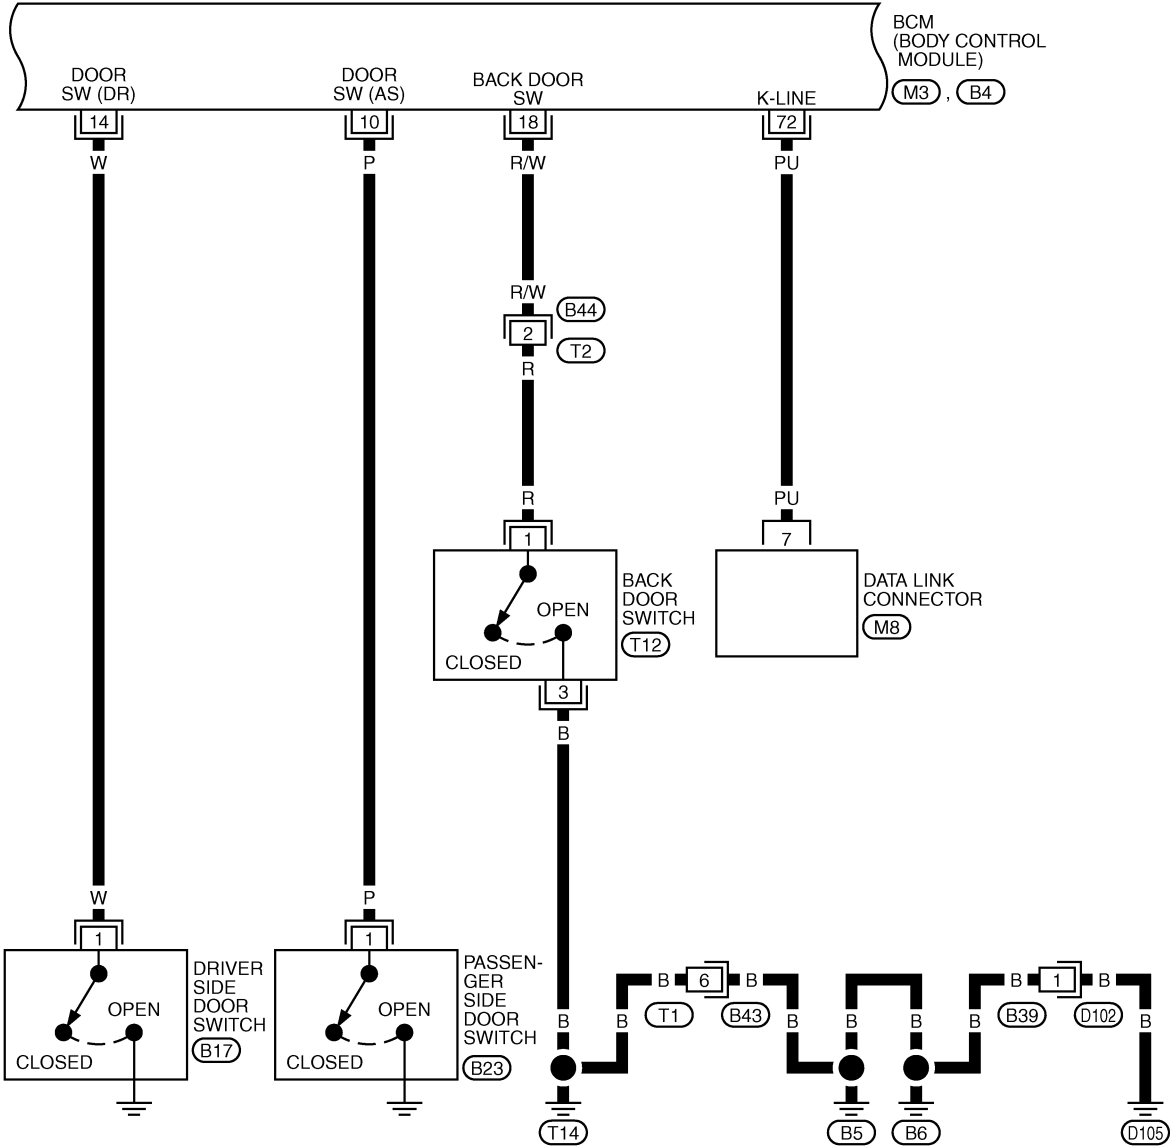 BCM
(BODY CONTROL
MODULE)
M3 , B4
DOOR
SW (DR)
DOOR
SW (AS)
BACK DOOR
SW
K-LINE
14
10
18
72
W
P
R/W
PU
R/W
B44
2
T2
R
R
PU
1
7
BACK
DOOR
SWITCH
T12
OPEN
CLOSED
DATA LINK
CONNECTOR
M8
3
B
W
P
1
1
DRIVER
SIDE
DOOR
SWITCH
B17
OPEN
CLOSED
PASSEN-
GER
SIDE
DOOR
SWITCH
B23
OPEN
CLOSED
B
6
B
B
1
B
T1
B43
B39
D102
B
B
B
B
B
B
B
T14
B5
B6
D105